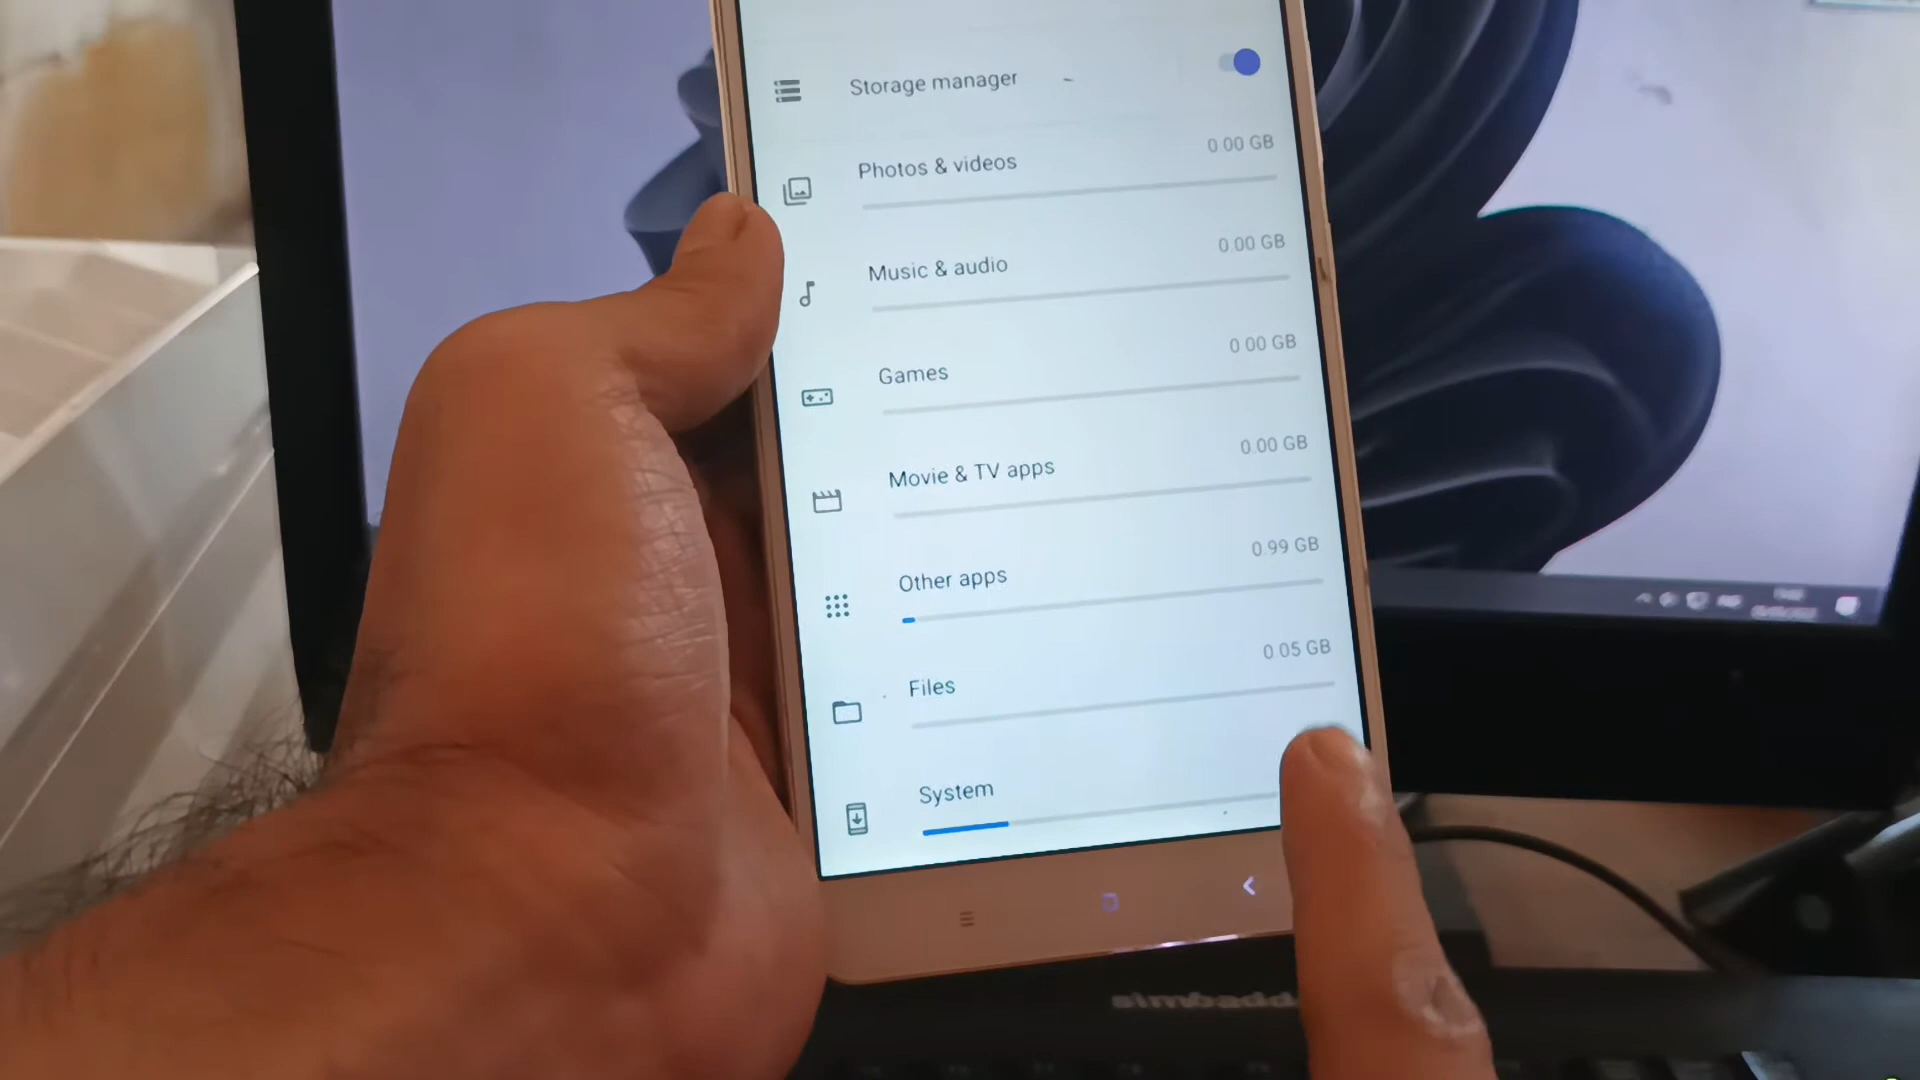 Storage manager
Photos & videos
0.00 GB
Music & audio
0.00 GB
Games
0.00 GB
Movie & TV apps
0.00 GB
Other apps
0.99 GB
Files
0.05 GB
System